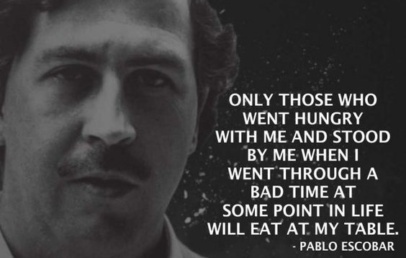 ONLY THOSE WHO
WENT HUNGRY
WITH ME AND STOOD
BY ME WHEN I
WENT THROUGH A
BAD TIME AT
SOME POINT IN LIFE
WILL EAT AT MY TABLE.
- PABLO ESCOBAR